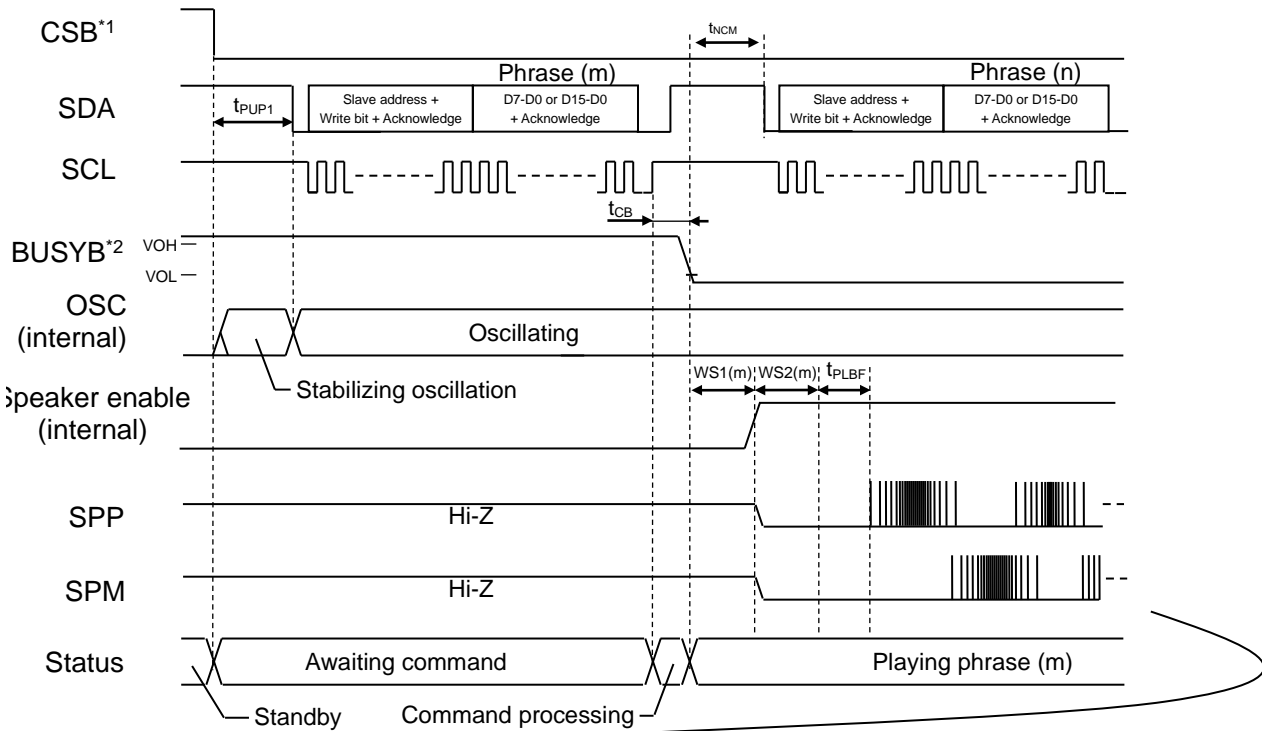 CSB*1
tNCM
Phrase (m)
Phrase (n)
SDA
tPUP1
Slave address +
Write bit + Acknowledge
D7-D0 or D15-D0
+ Acknowledge
Slave address +
Write bit + Acknowledge
D7-D0 or D15-D0
+ Acknowledge
SCL
tCB
BUSYB*2
VOH
VOL
OSC
(internal)
Oscillating
Stabilizing oscillation
WS1(m)
WS2(m)
tPLBF
Speaker enable
(internal)
SPP
Hi-Z
SPM
Hi-Z
Status
Awaiting command
Playing phrase (m)
Standby
Command processing